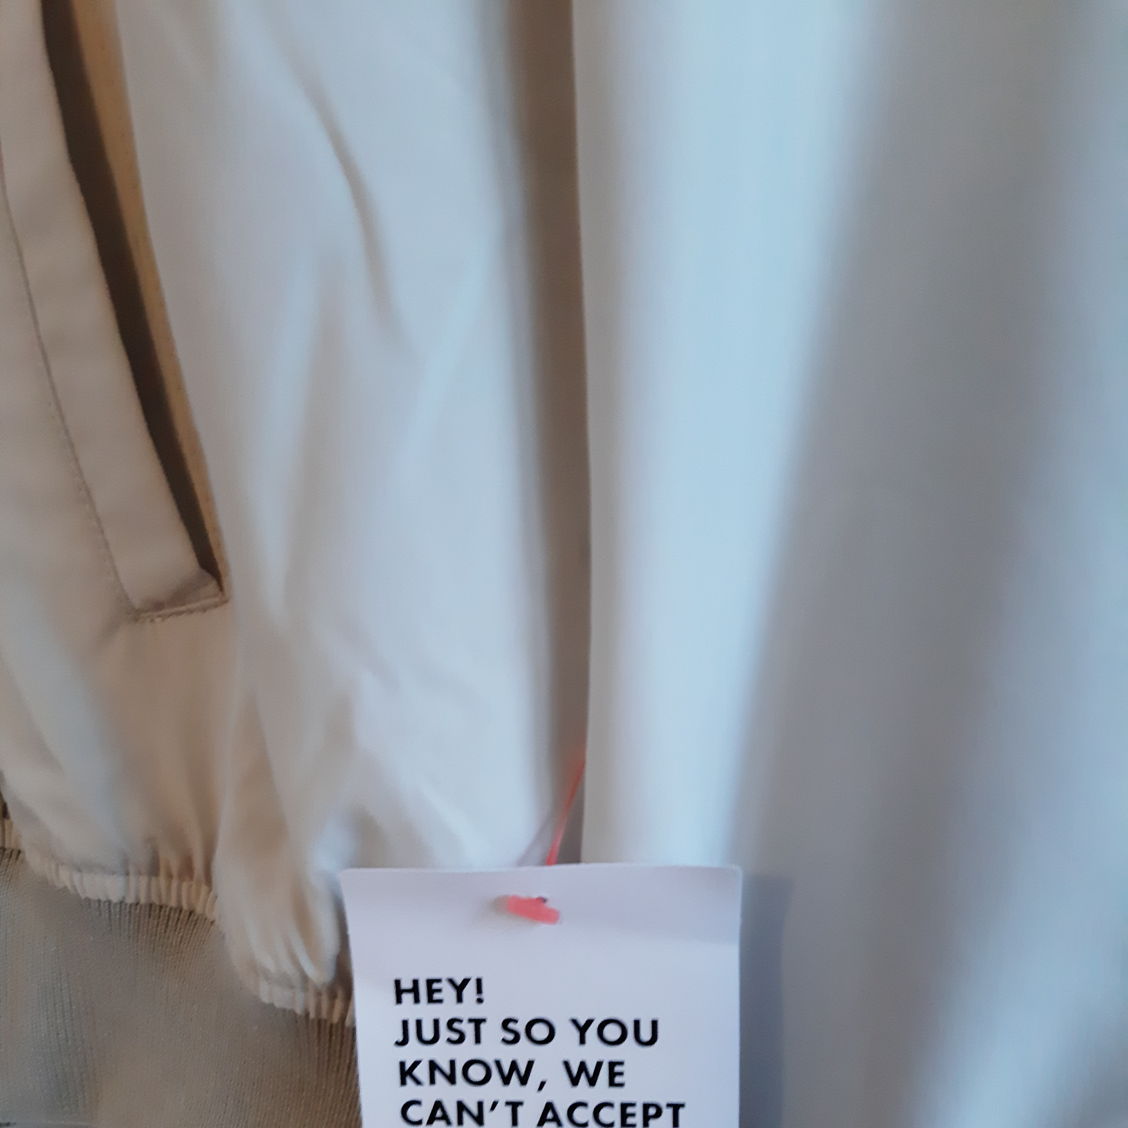 HEY!
JUST SO YOU
KNOW, WE
CAN'T ACCEPT